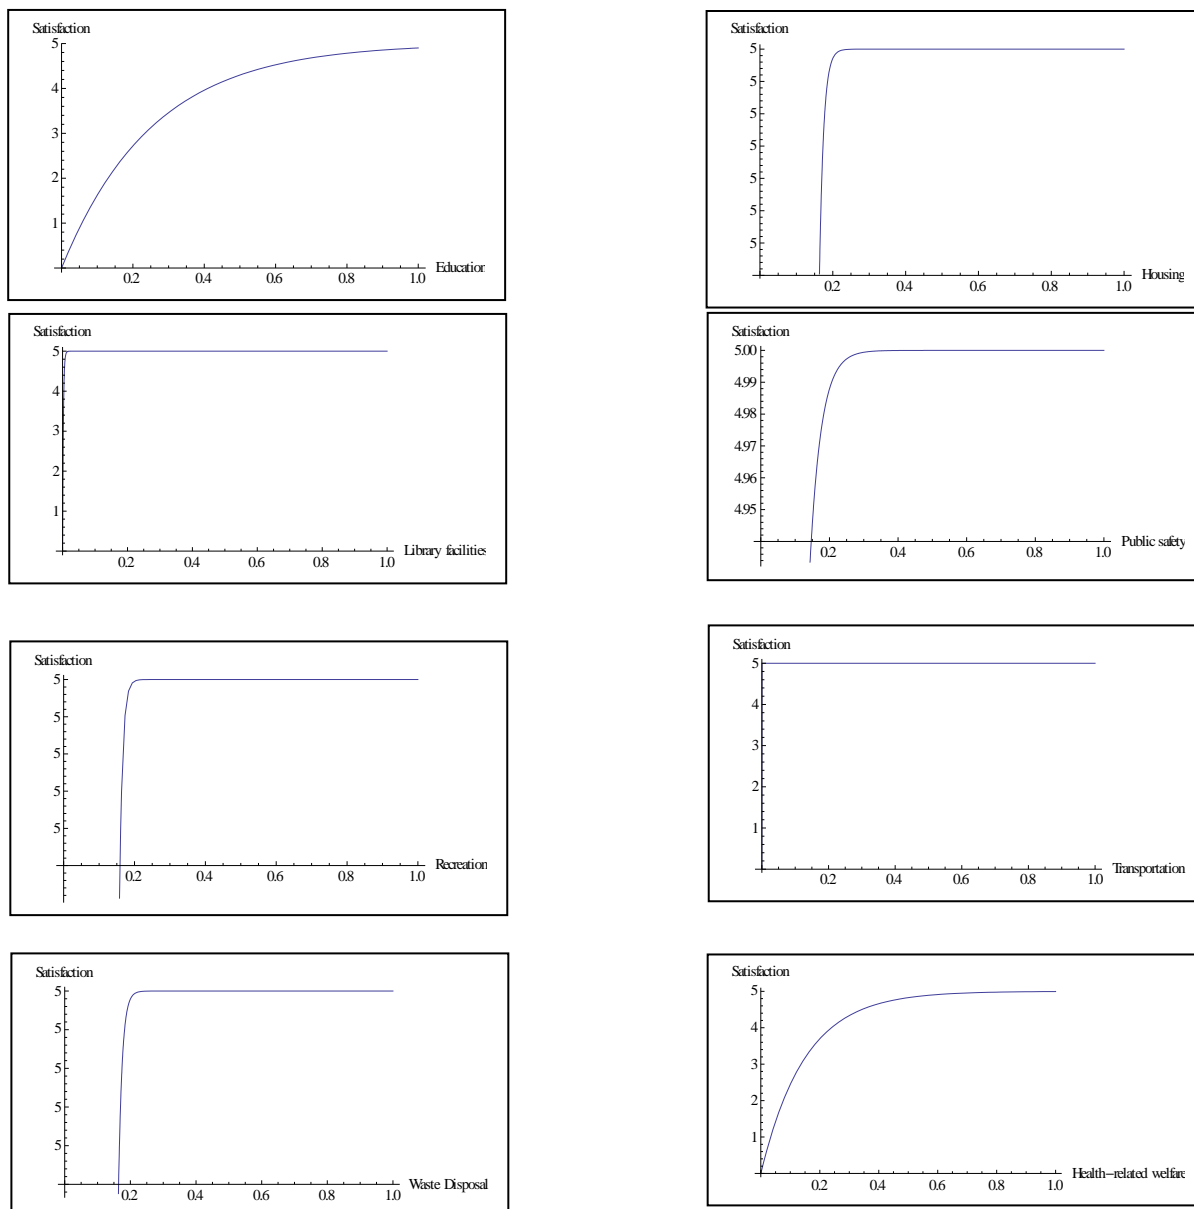 Satisfaction
5
4
3
2
1
0.2 0.4 0.6 0.8 1.0
Education
Satisfaction
5
5
5
5
5
5
5
0.2 0.4 0.6 0.8 1.0
Housing
Satisfaction
5
4
3
2
1
0.2 0.4 0.6 0.8 1.0
Library facilities
Satisfaction
5.00
4.99
4.98
4.97
4.96
4.95
0.2 0.4 0.6 0.8 1.0
Public safety
Satisfaction
5
5
5
5
5
0.2 0.4 0.6 0.8 1.0
Recreation
Satisfaction
5
4
3
2
1
0.2 0.4 0.6 0.8 1.0
Transportation
Satisfaction
5
5
5
5
5
0.2 0.4 0.6 0.8 1.0
Waste Disposal
Satisfaction
5
4
3
2
1
0.2 0.4 0.6 0.8 1.0
Health-related welfare